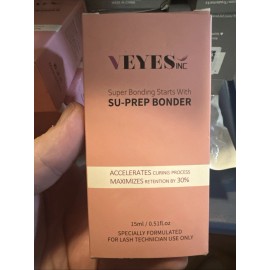 VEYES INC
Super Bonding Starts With
SU-PREP BONDER
ACCELERATES CURING PROCESS
MAXIMIZES RETENTION BY 30%
15ml / 0.51fl.oz
SPECIALLY FORMULATED
FOR LASH TECHNICIAN USE ONLY